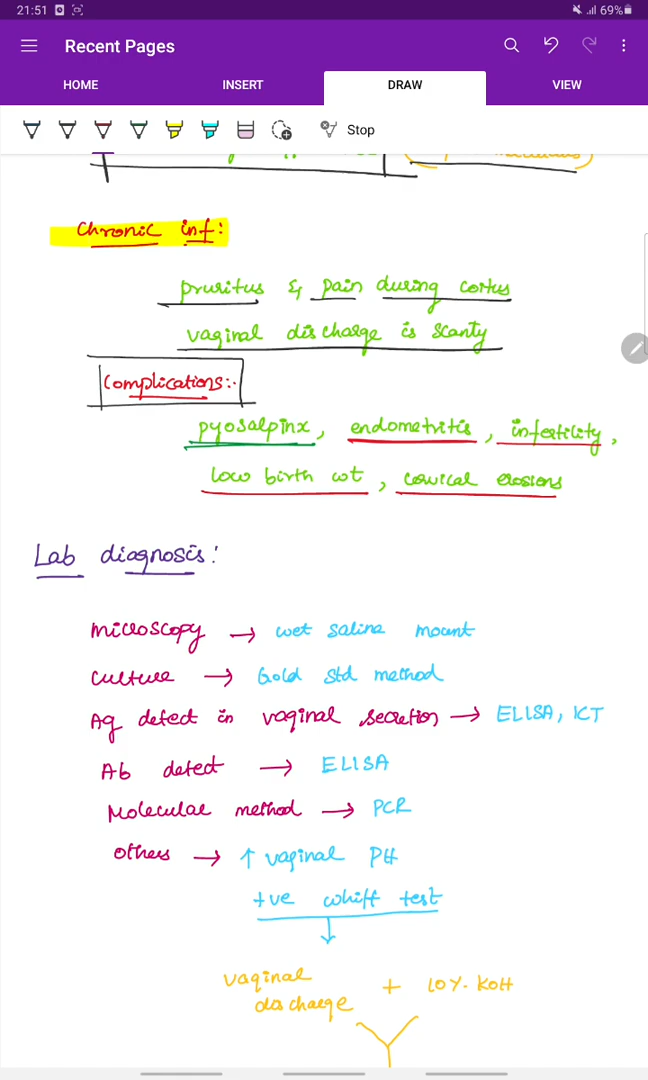 21:51 69%
Recent Pages
HOME INSERT DRAW VIEW
Stop
Chronic inf:
pruritus & pain during coitus
vaginal discharge is scanty
Complications:-
pyosalpinx, endometritis, infertility,
low birth wt, cervical erosions
Lab diagnosis:
microscopy → wet saline mount
culture → Gold std method
Ag detect in vaginal secretion → ELISA, ICT
Ab detect → ELISA
Molecular method → PCR
others → ↑ vaginal PH
+ve whiff test
vaginal discharge + 10%. KOH